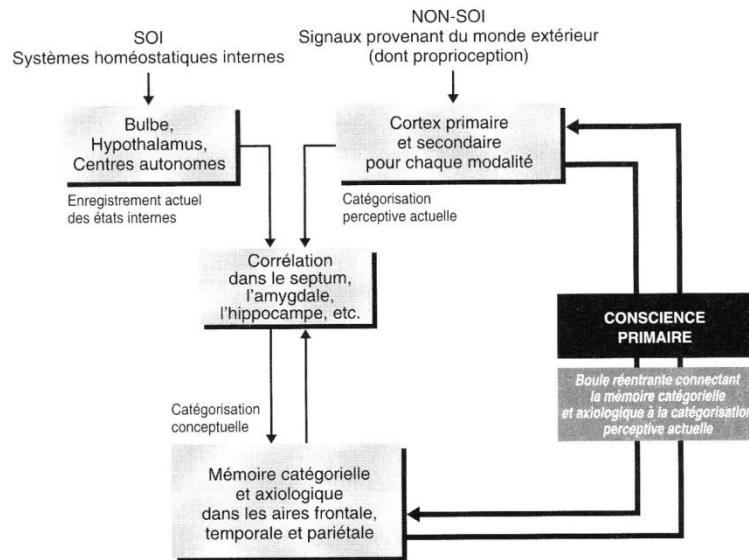 SOI
Systèmes homéostatiques internes
NON-SOI
Signaux provenant du monde extérieur
(dont proprioception)
Bulbe,
Hypothalamus,
Centres autonomes
Cortex primaire
et secondaire
pour chaque modalité
Enregistrement actuel
des états internes
Catégorisation
perceptive actuelle
Corrélation
dans le septum,
l'amygdale,
l'hippocampe, etc.
CONSCIENCE
PRIMAIRE
Boule réentrante connectant
la mémoire catégorielle
et axiologique à la catégorisation
perceptive actuelle
Catégorisation
conceptuelle
Mémoire catégorielle
et axiologique
dans les aires frontale,
temporale et pariétale